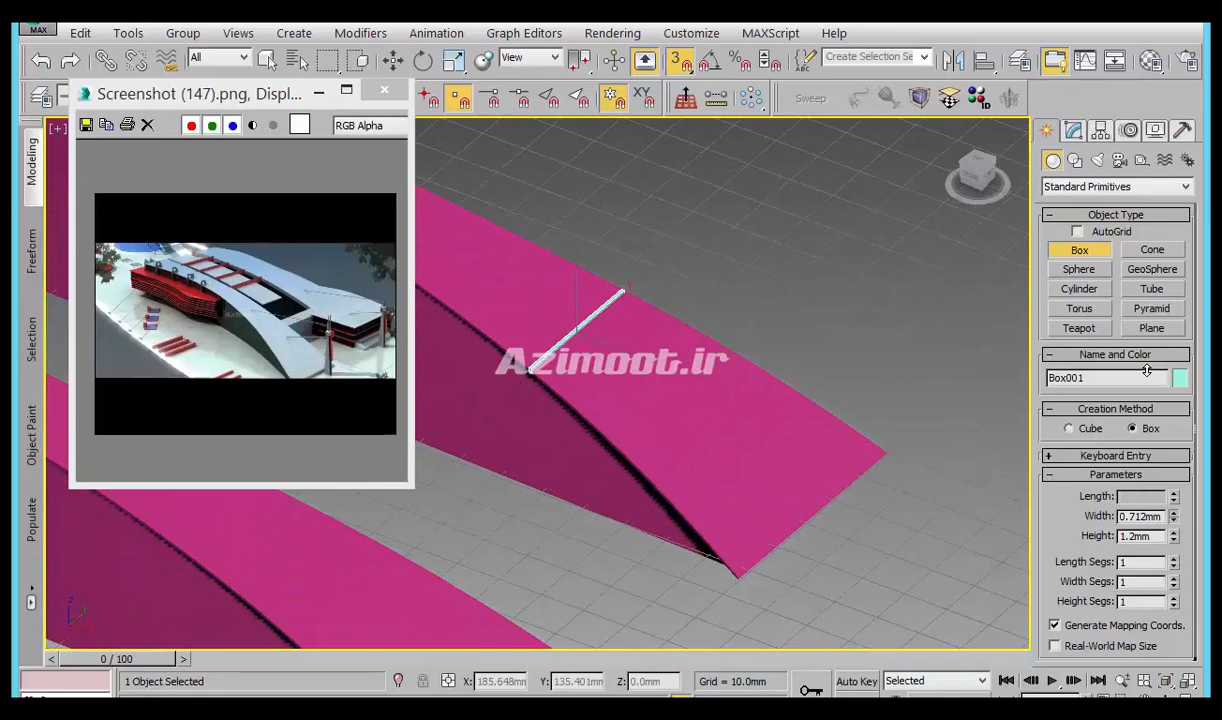 MAX
Edit Tools Group Views Create Modifiers Animation Graph Editors Rendering Customize MAXScript Help
All View 3 % ABC Create Selection Se
Screenshot (147).png, Displ... XY Sweep
RGB Alpha [+]
Modeling
Freeform
Selection
Object Paint
Populate
Azimoot.ir
Standard Primitives
Object Type
AutoGrid
Box Cone
Sphere GeoSphere
Cylinder Tube
Torus Pyramid
Teapot Plane
Name and Color
Box001
Creation Method
Cube Box
Keyboard Entry
Parameters
Length:
Width: 0.712mm
Height: 1.2mm
Length Segs: 1
Width Segs: 1
Height Segs: 1
Generate Mapping Coords.
Real-World Map Size
z y
< 0 / 100 >
1 Object Selected X: 185.648mm Y: 135.401mm Z: 0.0mm Grid = 10.0mm Auto Key Selected